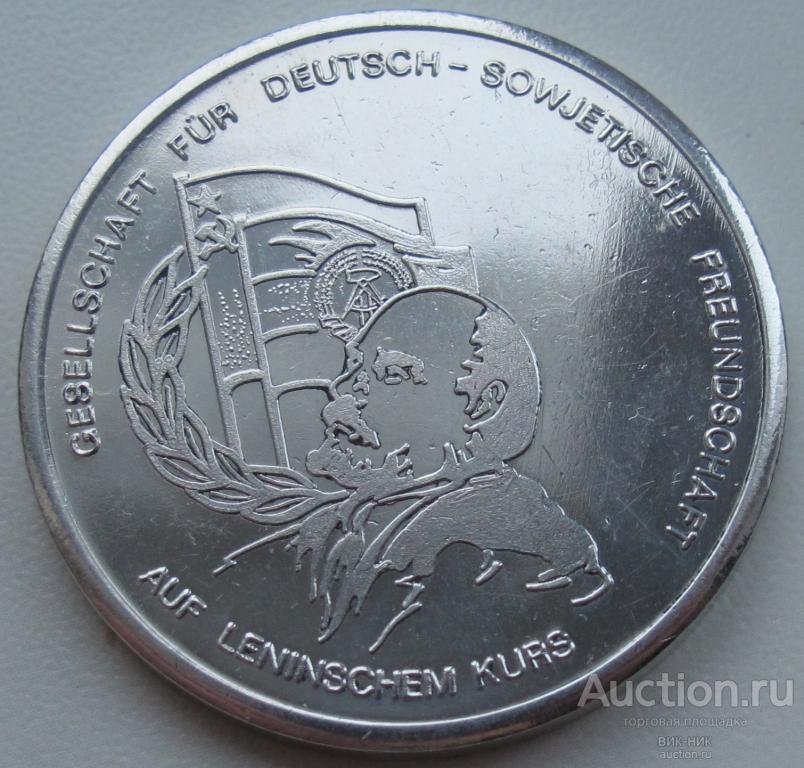 GESELLSCHAFT FÜR DEUTSCH - SOWJETISCHE FREUNDSCHAFT
AUF LENINSCHEM KURS
Auction.ru
торговая площадка
ВИК-НИК
auction.ru